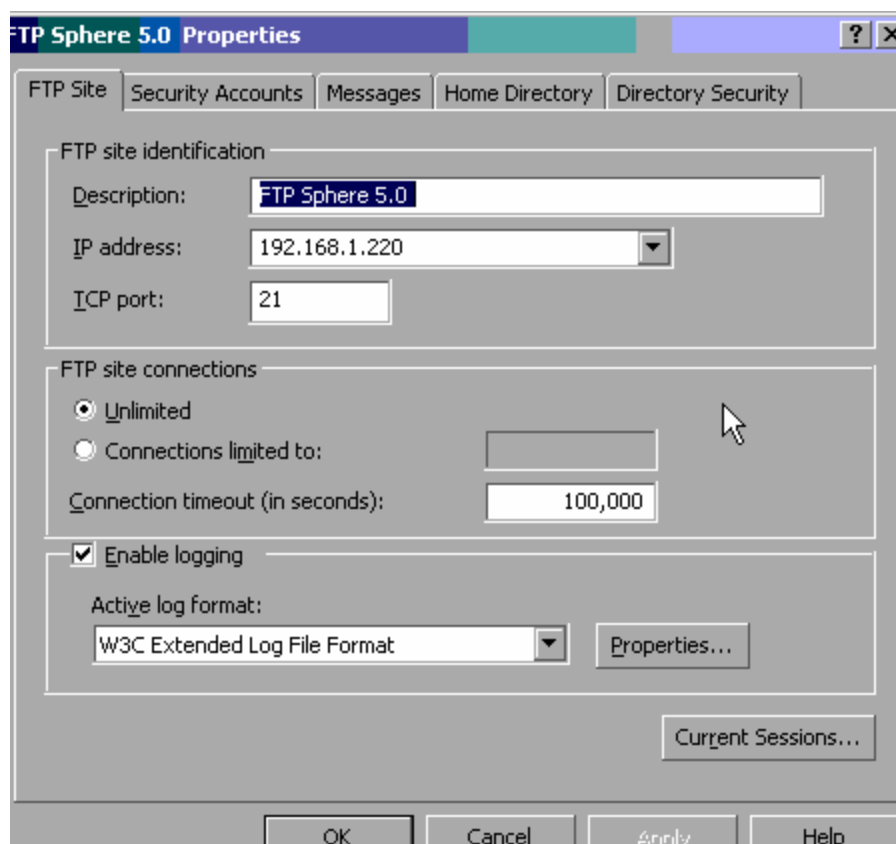 FTP Sphere 5.0 Properties
FTP Site Security Accounts Messages Home Directory Directory Security
FTP site identification
Description: FTP Sphere 5.0
IP address: 192.168.1.220
TCP port: 21
FTP site connections
Unlimited
Connections limited to:
Connection timeout (in seconds): 100,000
Enable logging
Active log format:
W3C Extended Log File Format Properties...
Current Sessions...
OK Cancel Apply Help